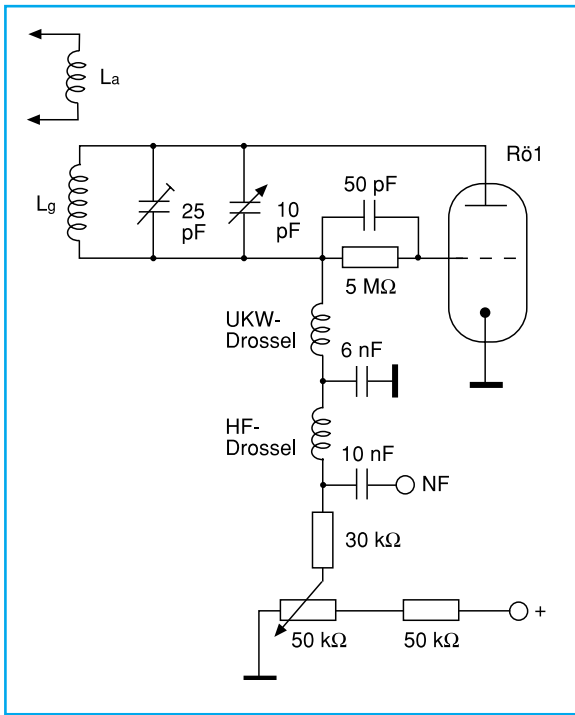 La
Rö1
Lg
25
pF
10
pF
50 pF
5 MΩ
UKW-
Drossel
6 nF
HF-
Drossel
10 nF
NF
30 kΩ
+
50 kΩ
50 kΩ